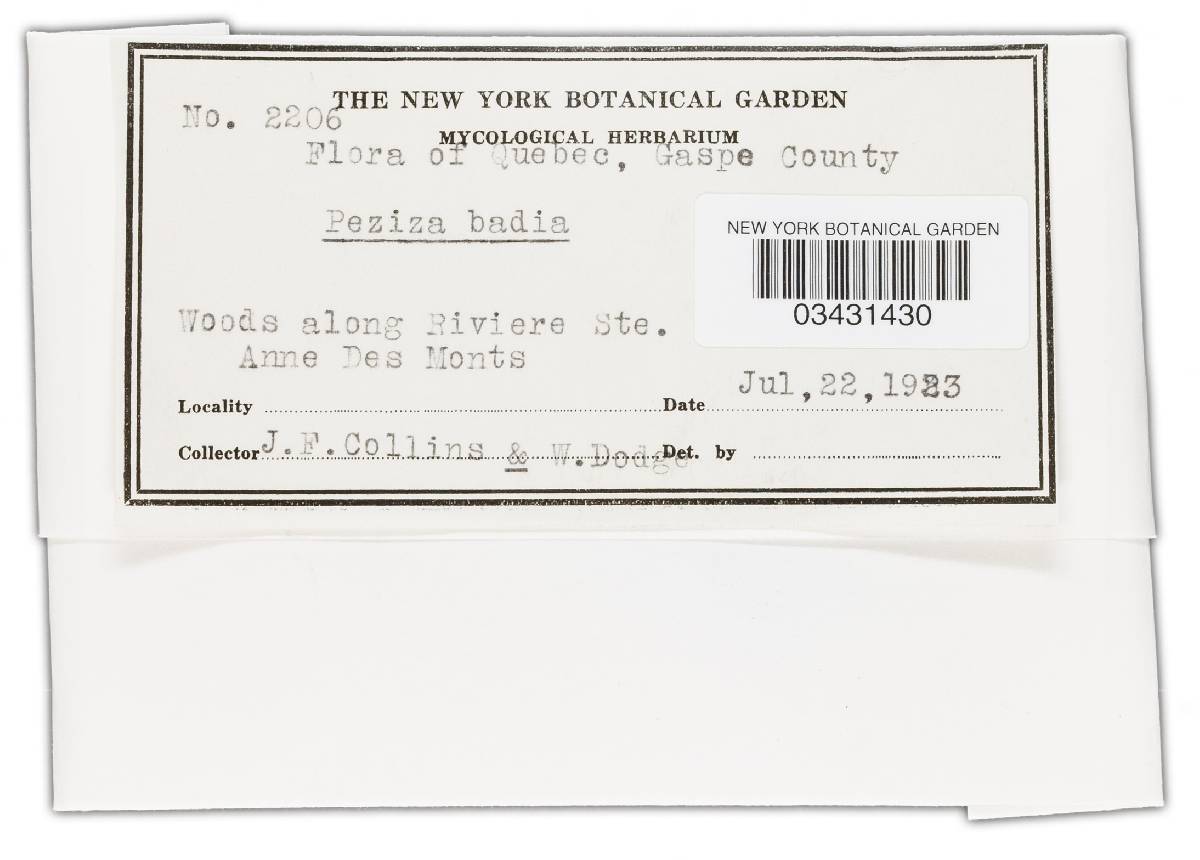 THE NEW YORK BOTANICAL GARDEN
No. 2206
MYCOLOGICAL HERBARIUM
Flora of Quebec, Gaspe County
Peziza badia
NEW YORK BOTANICAL GARDEN
03431430
Woods along Riviere Ste.
Anne Des Monts
Locality
Date Jul,22,1923
Collector J.F.Collins & W.Dodge
Det. by